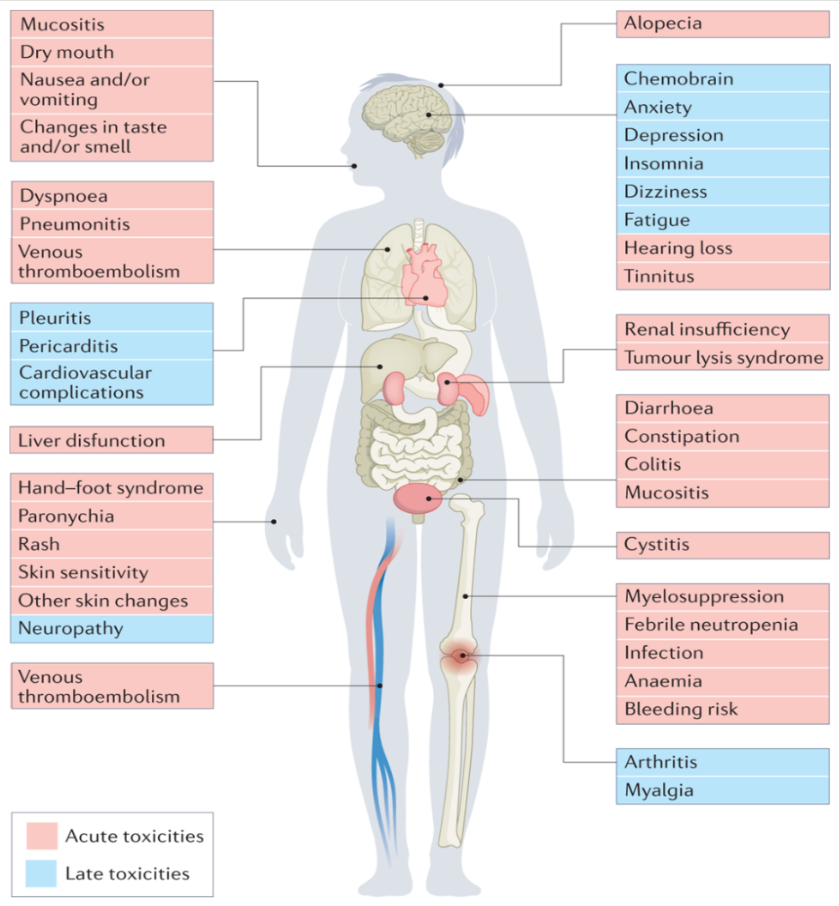 Mucositis
Dry mouth
Nausea and/or
vomiting
Changes in taste
and/or smell
Dyspnoea
Pneumonitis
Venous
thromboembolism
Pleuritis
Pericarditis
Cardiovascular
complications
Liver disfunction
Hand–foot syndrome
Paronychia
Rash
Skin sensitivity
Other skin changes
Neuropathy
Venous
thromboembolism
Acute toxicities
Late toxicities
Alopecia
Chemobrain
Anxiety
Depression
Insomnia
Dizziness
Fatigue
Hearing loss
Tinnitus
Renal insufficiency
Tumour lysis syndrome
Diarrhoea
Constipation
Colitis
Mucositis
Cystitis
Myelosuppression
Febrile neutropenia
Infection
Anaemia
Bleeding risk
Arthritis
Myalgia